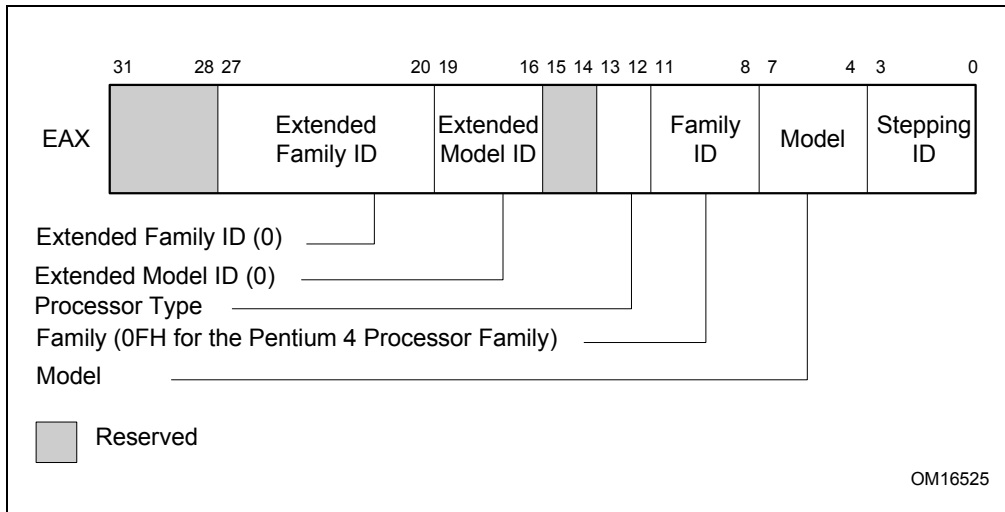 31 28 27 20 19 16 15 14 13 12 11 8 7 4 3 0
EAX
Extended Family ID
Extended Model ID
Family ID
Model
Stepping ID
Extended Family ID (0)
Extended Model ID (0)
Processor Type
Family (0FH for the Pentium 4 Processor Family)
Model
Reserved
OM16525